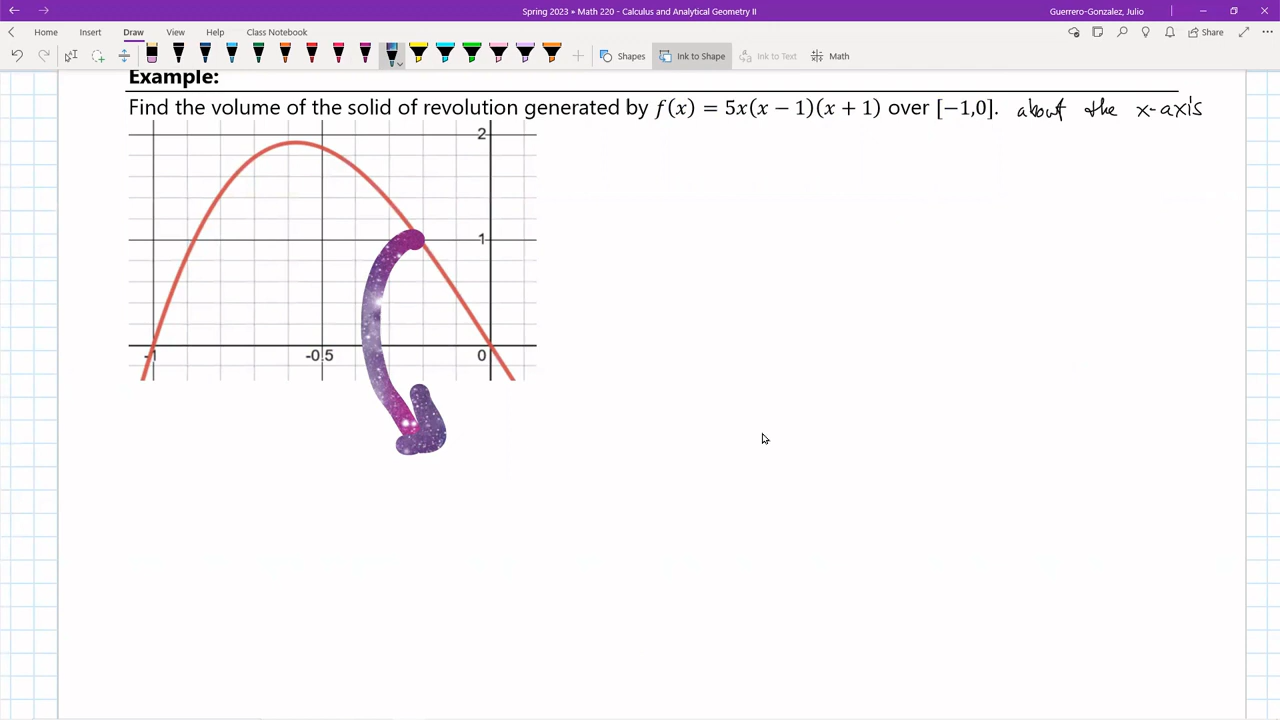 Spring 2023 » Math 220 - Calculus and Analytical Geometry II
Guerrero-Gonzalez, Julio
Home Insert Draw View Help Class Notebook
Share
Shapes Ink to Shape Ink to Text Math
Example:
Find the volume of the solid of revolution generated by f(x) = 5x(x − 1)(x + 1) over [−1,0]. about the x-axis
2
1
-1 -0.5 0